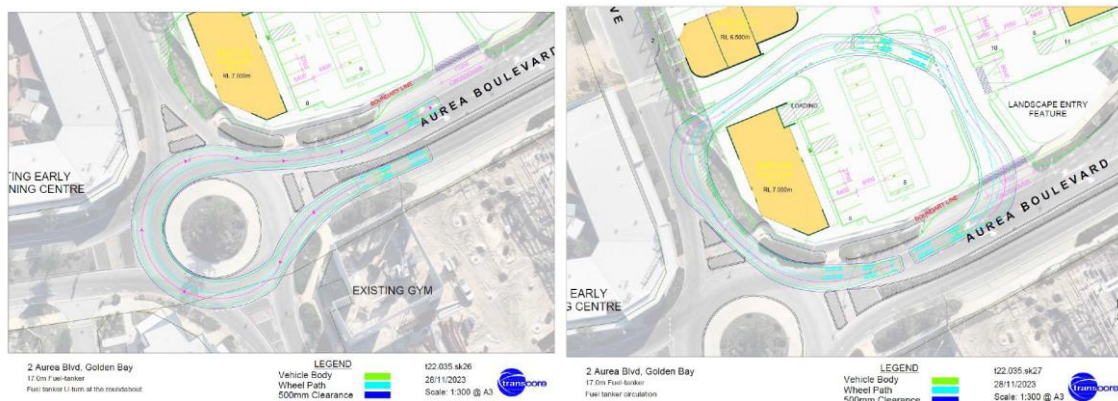 RL 7.000m
BOUNDARY LINE
AUREA BOULEVARD
TING EARLY
NING CENTRE
EXISTING GYM
2 Aurea Blvd, Golden Bay
17.0m Fuel-tanker
Fuel tanker U turn at the roundabout
LEGEND
Vehicle Body
Wheel Path
500mm Clearance
t22.035.sk26
28/11/2023
Scale: 1:300 @ A3
transcore
RL 6.500m
10
11
LOADING
LANDSCAPE ENTRY
FEATURE
RL 7.000m
BOUNDARY LINE
AUREA BOULEVARD
EARLY
G CENTRE
2 Aurea Blvd, Golden Bay
17.0m Fuel-tanker
Fuel tanker circulation
LEGEND
Vehicle Body
Wheel Path
500mm Clearance
t22.035.sk27
28/11/2023
Scale: 1:300 @ A3
transcore